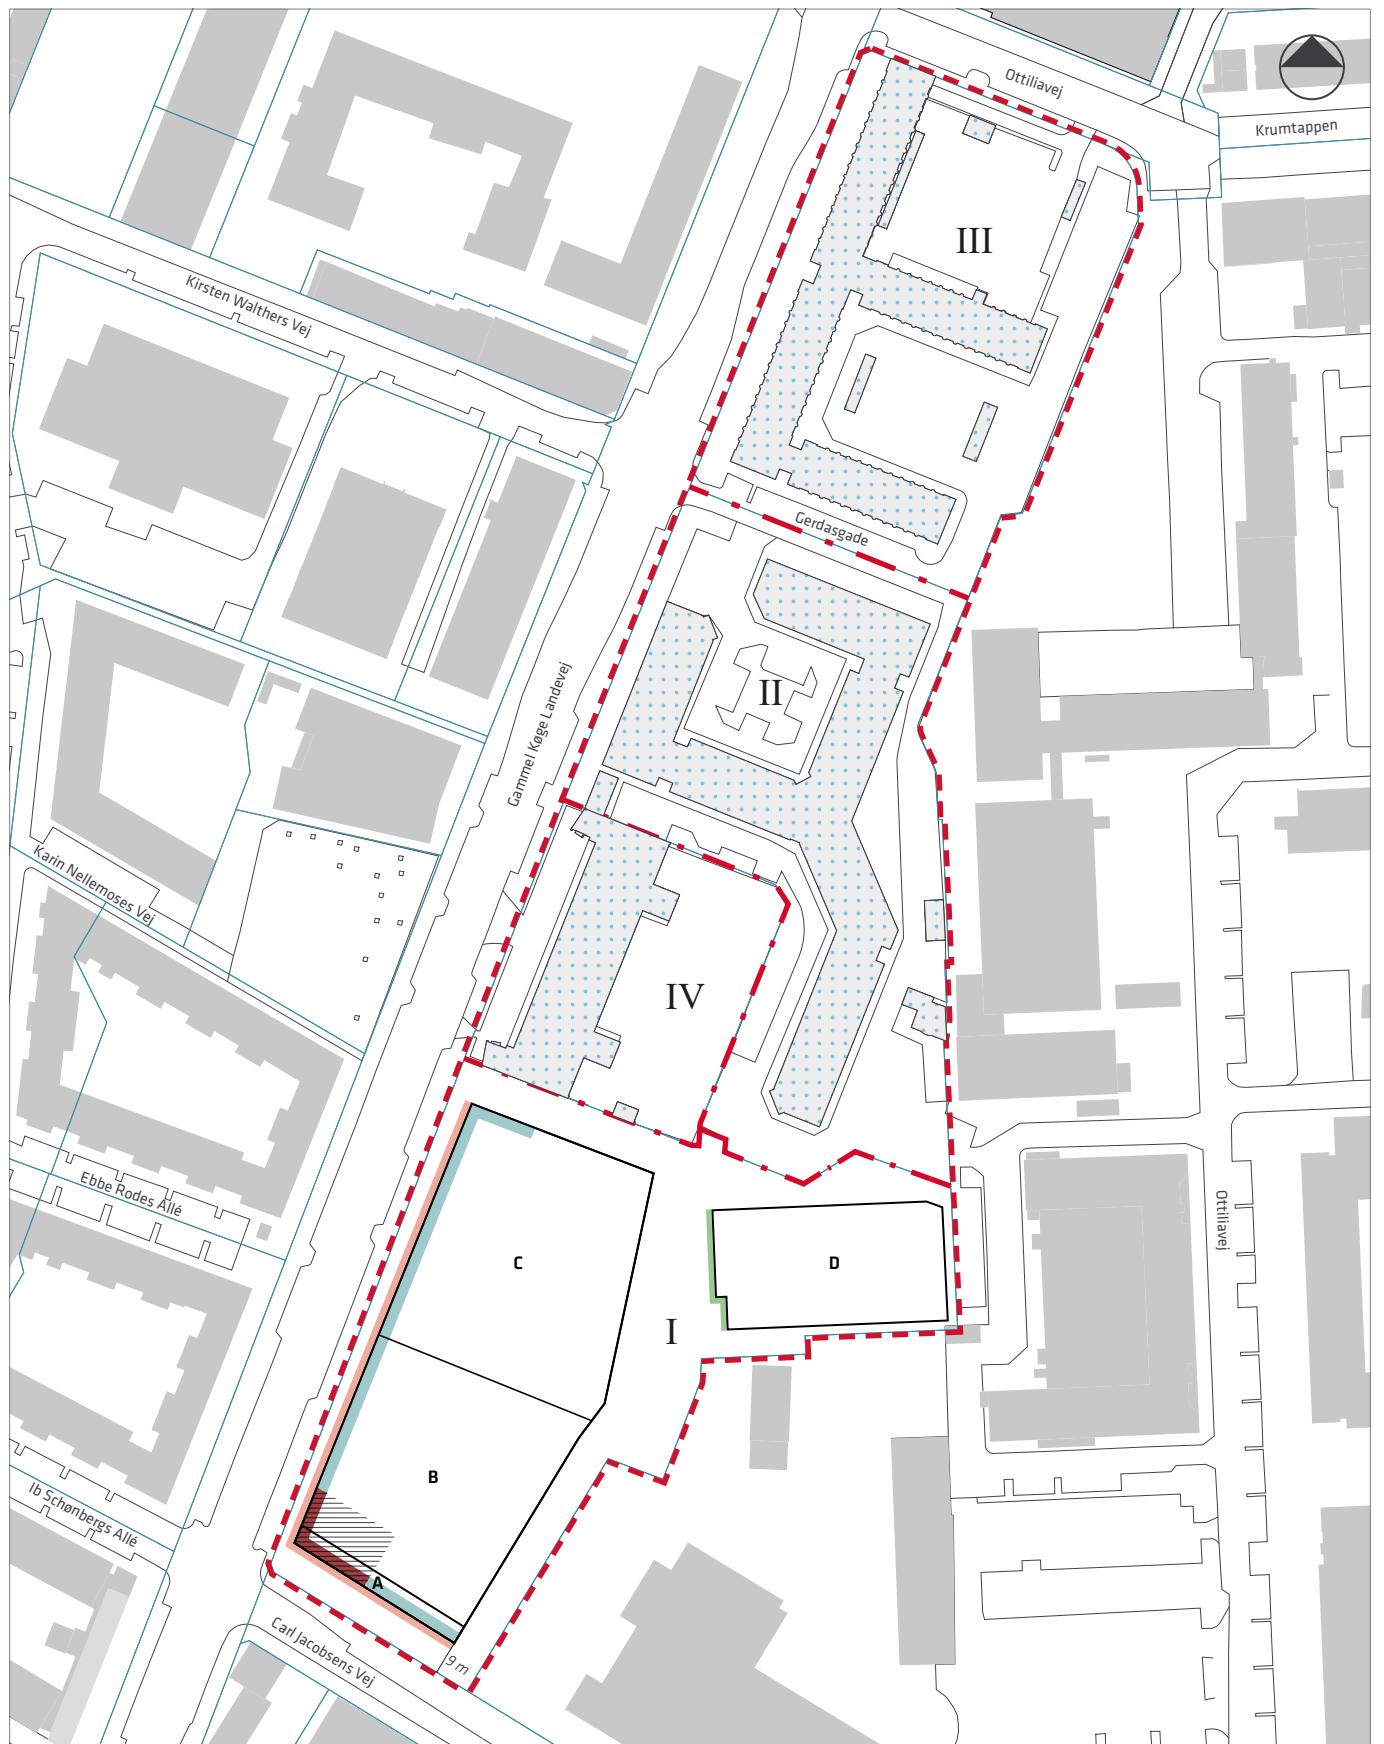 Ottiliavej
Krumtappen
III
Kirsten Walthers Vej
Gerdasgade
II
Gammel Køge Landevej
Karin Nellemoses Vej
IV
Ebbe Rodes Allé
Ottiliavej
C
D
I
B
Ib Schønbergs Allé
A
Carl Jacobsens Vej
9 m